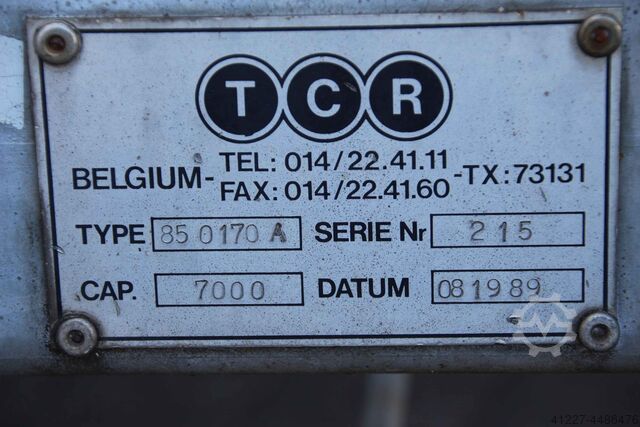 TCR
TEL: 014/22.41.11
BELGIUM- -TX:73131
FAX: 014/22.41.60
TYPE 85 0170 A SERIE Nr 215
CAP. 7000 DATUM 081989
41227-4486476